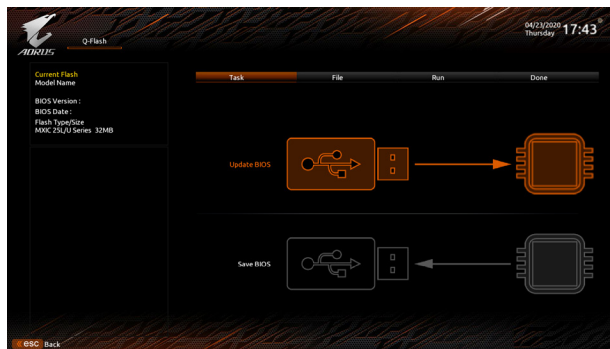 AORUS
Q-Flash
04/23/2020
Thursday
17:43
Current Flash
Model Name
BIOS Version :
BIOS Date :
Flash Type/Size
MXIC 25L/U Series 32MB
Task File Run Done
Update BIOS
Save BIOS
esc Back